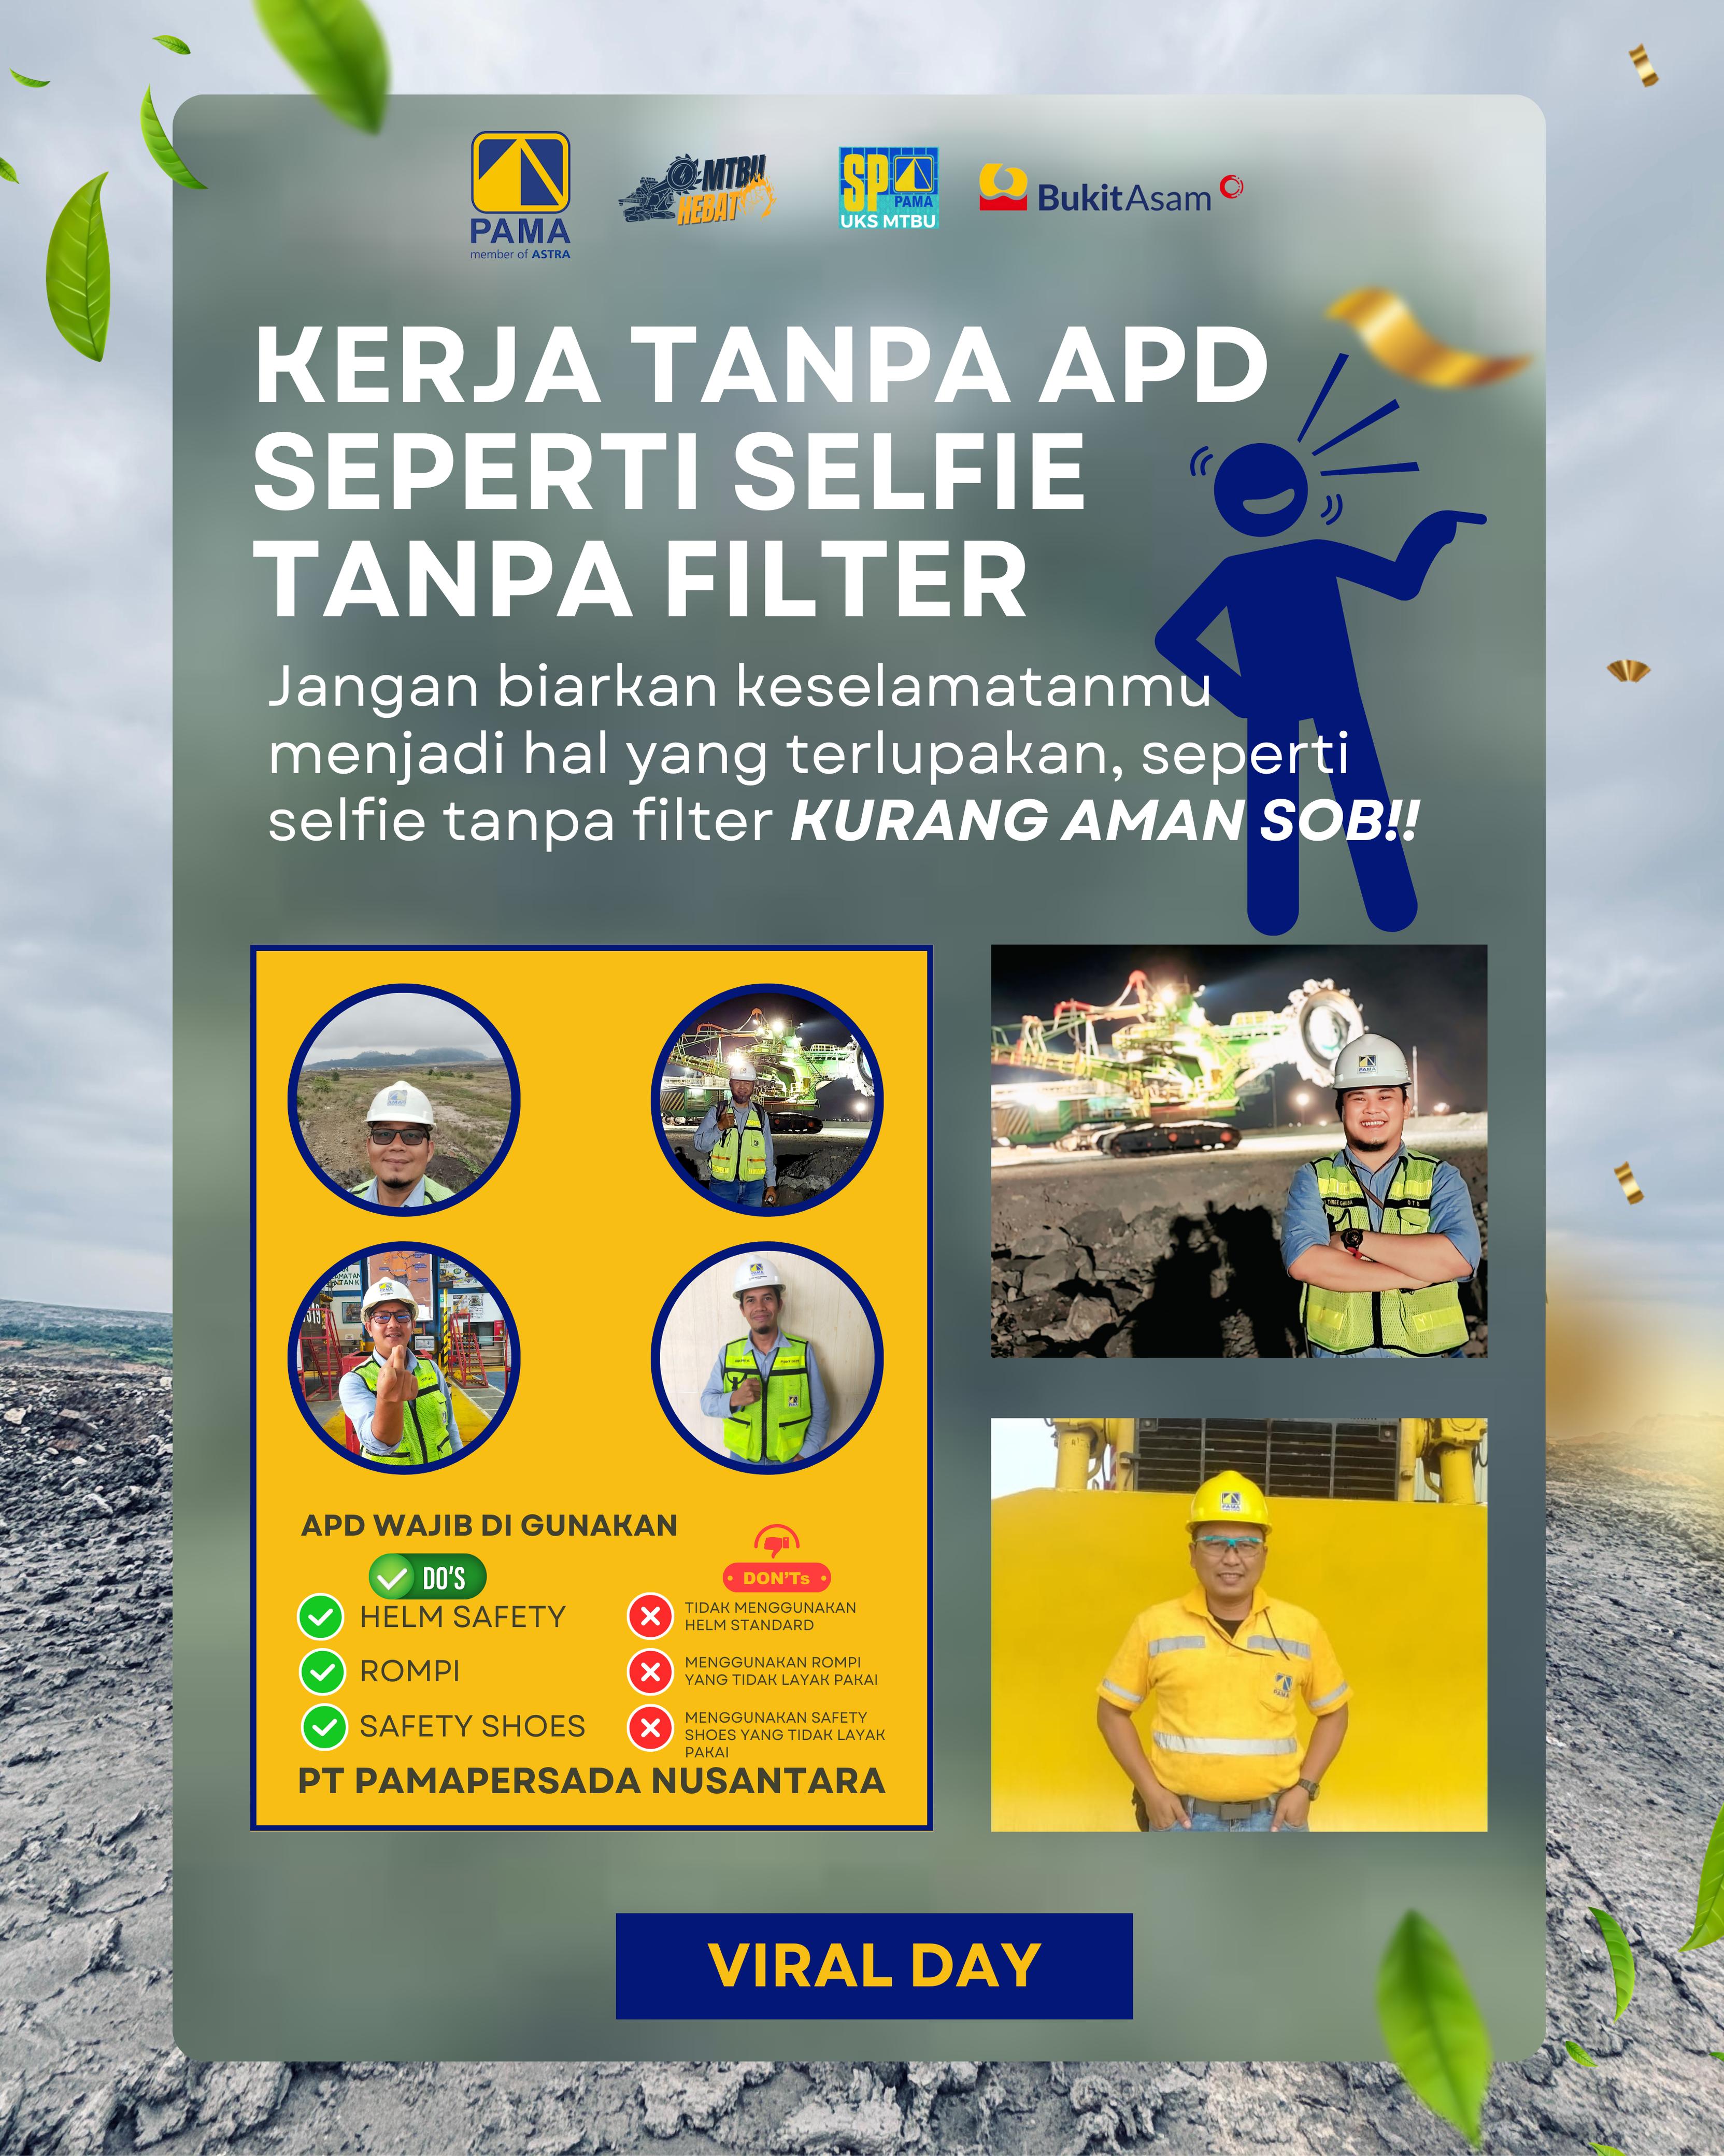 PAMA
member of ASTRA
MTBU
HEBAT
SP
PAMA
UKS MTBU
BukitAsam
KERJA TANPA APD
SEPERTI SELFIE
TANPA FILTER
Jangan biarkan keselamatanmu
menjadi hal yang terlupakan, seperti
selfie tanpa filter KURANG AMAN SOB!!
APD WAJIB DI GUNAKAN
DO'S
HELM SAFETY
ROMPI
SAFETY SHOES
DON'Ts
TIDAK MENGGUNAKAN
HELM STANDARD
MENGGUNAKAN ROMPI
YANG TIDAK LAYAK PAKAI
MENGGUNAKAN SAFETY
SHOES YANG TIDAK LAYAK
PAKAI
PT PAMAPERSADA NUSANTARA
PAMA
PAMA
PAMA
VIRAL DAY